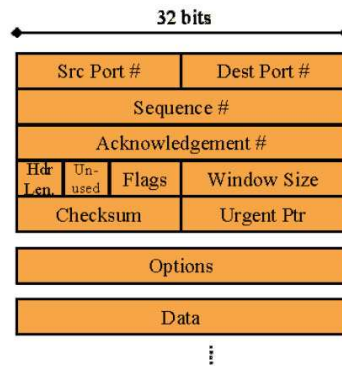 32 bits
Src Port # Dest Port #
Sequence #
Acknowledgement #
Hdr Len. Un-used Flags Window Size
Checksum Urgent Ptr
Options
Data